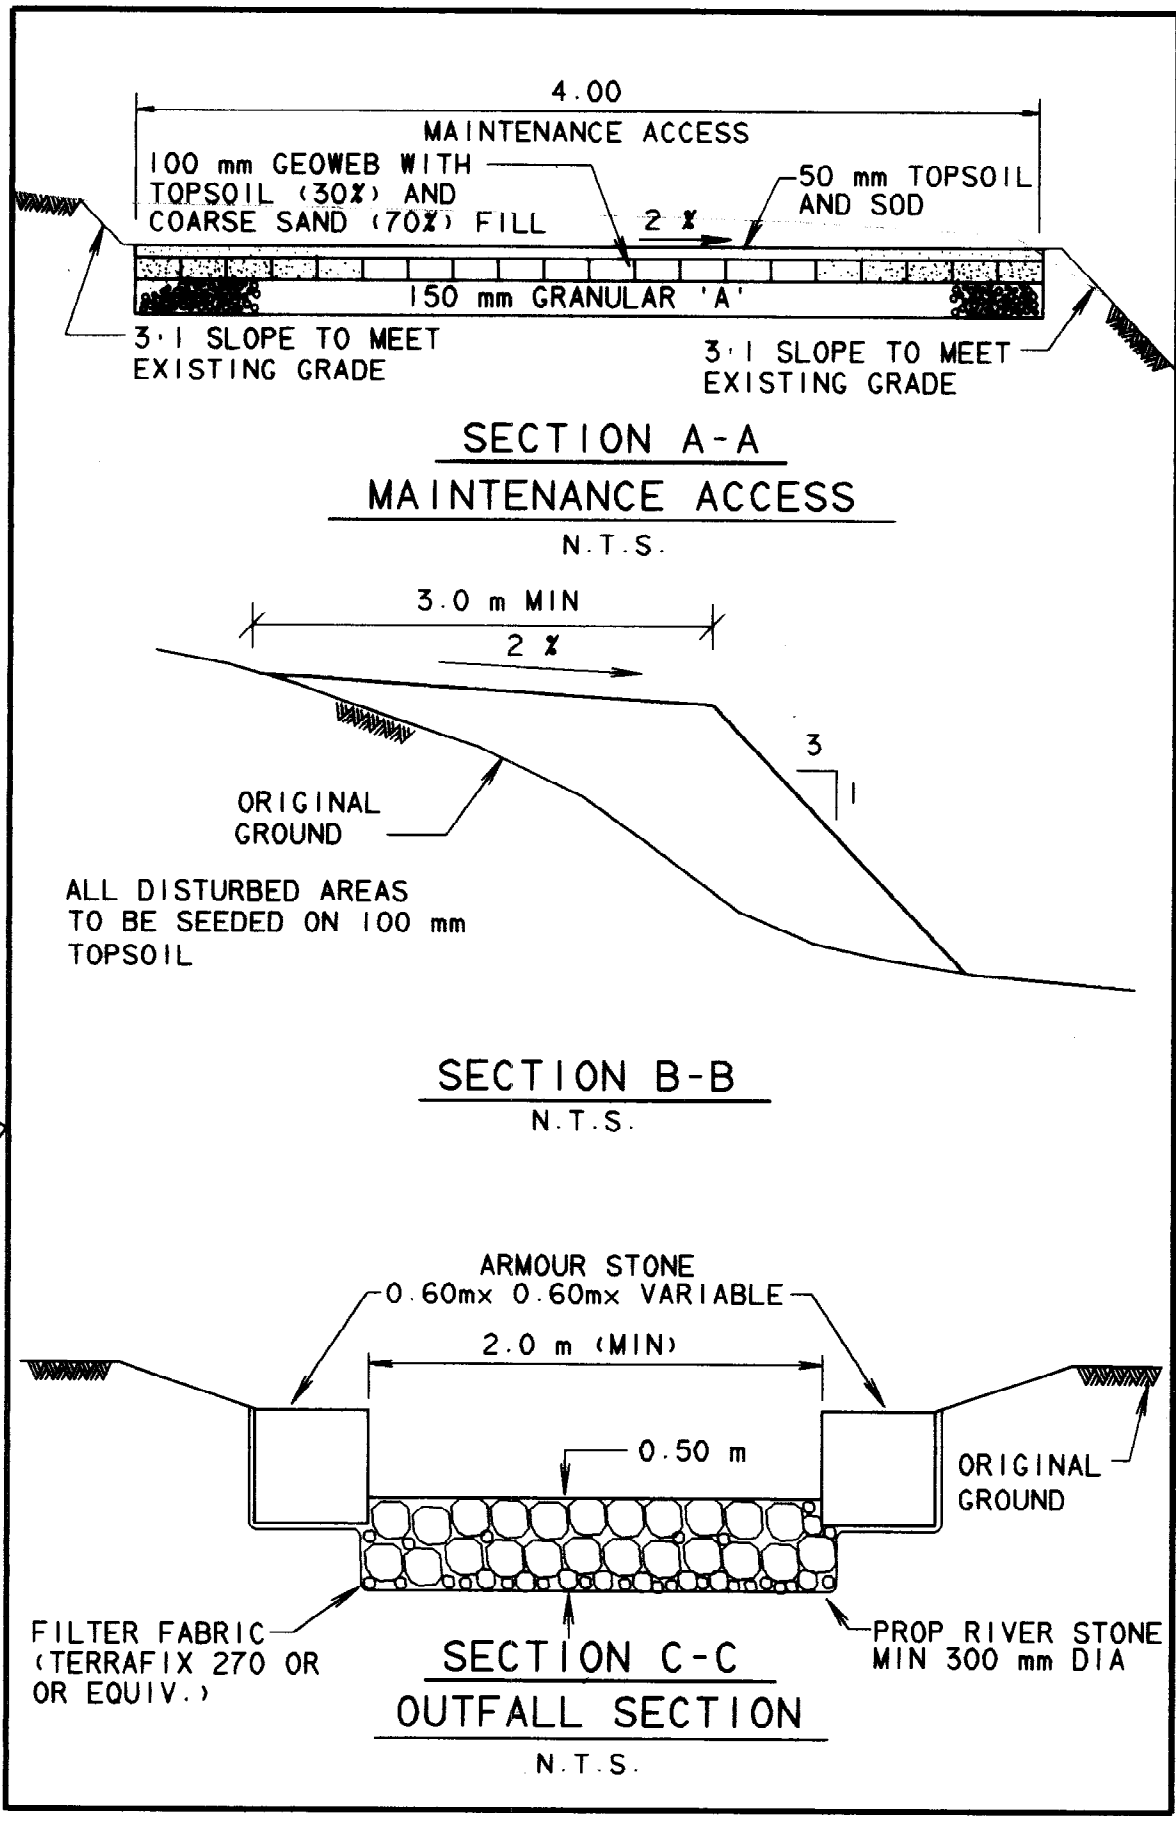 4.00
MAINTENANCE ACCESS
100 mm GEOWEB WITH
TOPSOIL (30%) AND
COARSE SAND (70%) FILL
50 mm TOPSOIL
AND SOD
2 %
150 mm GRANULAR 'A'
3:1 SLOPE TO MEET
EXISTING GRADE
3:1 SLOPE TO MEET
EXISTING GRADE
SECTION A-A
MAINTENANCE ACCESS
N.T.S.
3.0 m MIN
2 %
3
1
ORIGINAL
GROUND
ALL DISTURBED AREAS
TO BE SEEDED ON 100 mm
TOPSOIL
SECTION B-B
N.T.S.
ARMOUR STONE
0.60mx 0.60mx VARIABLE
2.0 m (MIN)
0.50 m
ORIGINAL
GROUND
FILTER FABRIC
(TERRAFIX 270 OR
OR EQUIV.)
PROP RIVER STONE
MIN 300 mm DIA
SECTION C-C
OUTFALL SECTION
N.T.S.